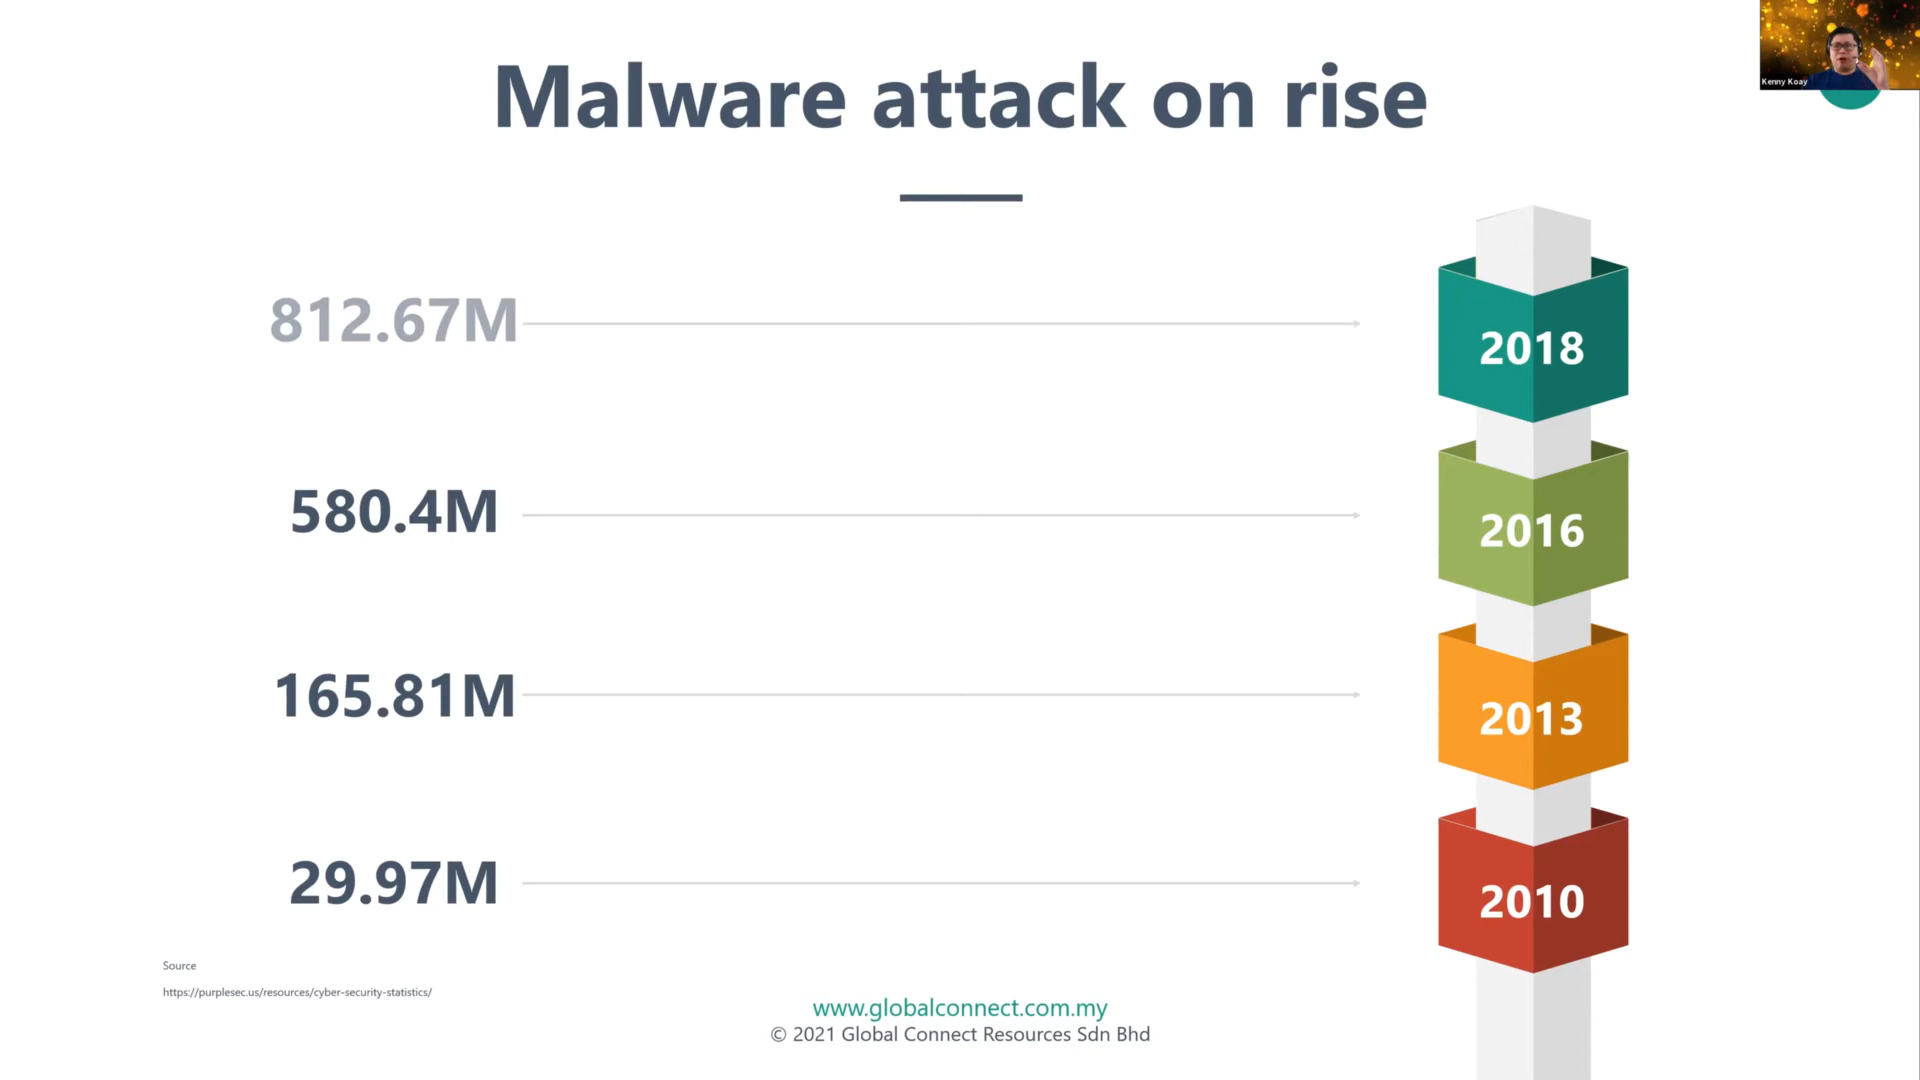 Malware attack on rise
Kenny Koay
812.67M
2018
580.4M
2016
165.81M
2013
29.97M
2010
Source
https://purplesec.us/resources/cyber-security-statistics/
www.globalconnect.com.my
© 2021 Global Connect Resources Sdn Bhd